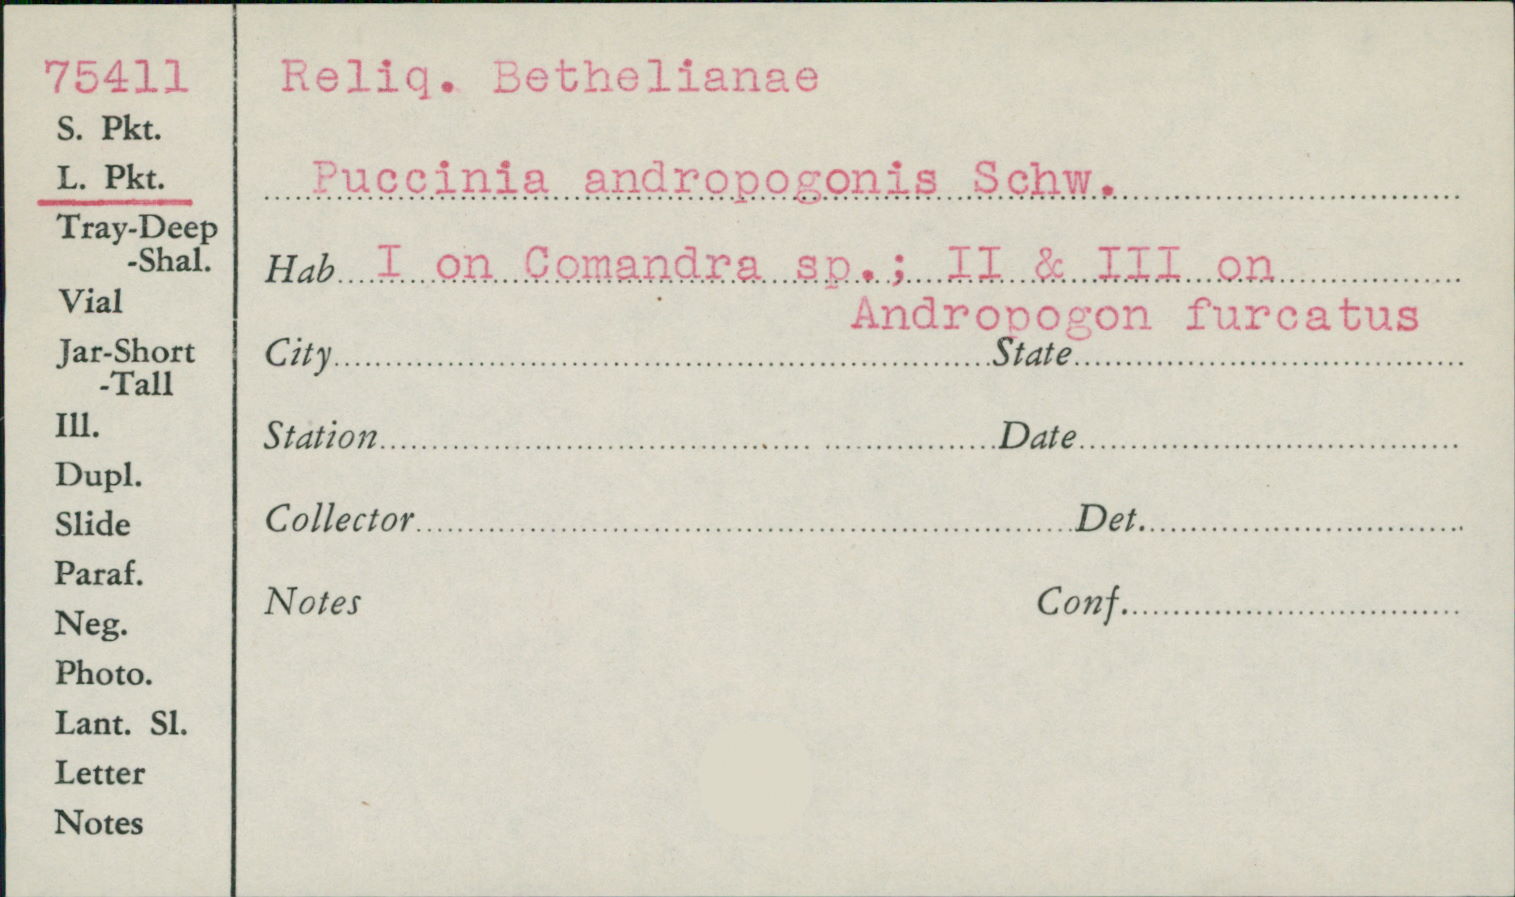 75411
S. Pkt.
L. Pkt.
Tray-Deep
-Shal.
Vial
Jar-Short
-Tall
Ill.
Dupl.
Slide
Paraf.
Neg.
Photo.
Lant. Sl.
Letter
Notes
Reliq. Bethelianae
Puccinia andropogonis Schw.
Hab I on Comandra sp.; II & III on
Andropogon furcatus
City State
Station Date
Collector Det.
Notes Conf.